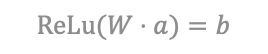 ReLu(W · a) = b